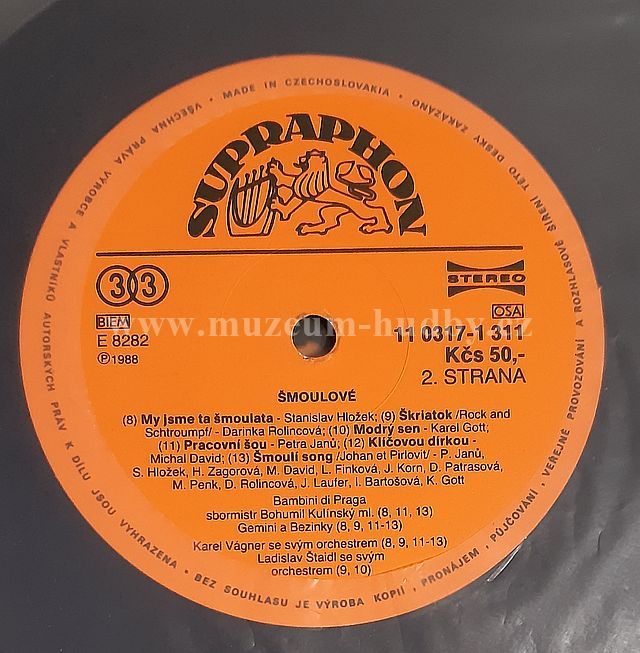 • MADE IN CZECHOSLOVAKIA • VŠECHNA PRÁVA VÝROBCE A VLASTNÍKŮ AUTORSKÝCH PRÁV K DÍLU JSOU VYHRAZENA • BEZ SOUHLASU JE VÝROBA KOPIÍ, PRONÁJEM, PŮJČOVÁNÍ, VEŘEJNÉ PROVOZOVÁNÍ A ROZHLASOVÉ ŠÍŘENÍ TÉTO DESKY ZAKÁZÁNO
SUPRAPHON
33
STEREO
BIEM
OSA
www.muzeum-hudby.cz
E 8282
11 0317-1 311
Ⓟ1988
Kčs 50,-
2. STRANA
ŠMOULOVÉ
(8) My jsme ta šmoulata - Stanislav Hložek; (9) Škriatok /Rock and
Schtroumpf/ - Darinka Rolincová; (10) Modrý sen - Karel Gott;
(11) Pracovní šou - Petra Janů; (12) Klíčovou dírkou -
Michal David; (13) Šmoulí song /Johan et Pirlovit/ - P. Janů,
S. Hložek, H. Zagorová, M. David, L. Finková, J. Korn, D. Patrasová,
M. Penk, D. Rolincová, J. Laufer, I. Bartošová, K. Gott
Bambini di Praga
sbormistr Bohumil Kulínský ml. (8, 11, 13)
Gemini a Bezinky (8, 9, 11-13)
Karel Vágner se svým orchestrem (8, 9, 11-13)
Ladislav Štaidl se svým
orchestrem (9, 10)